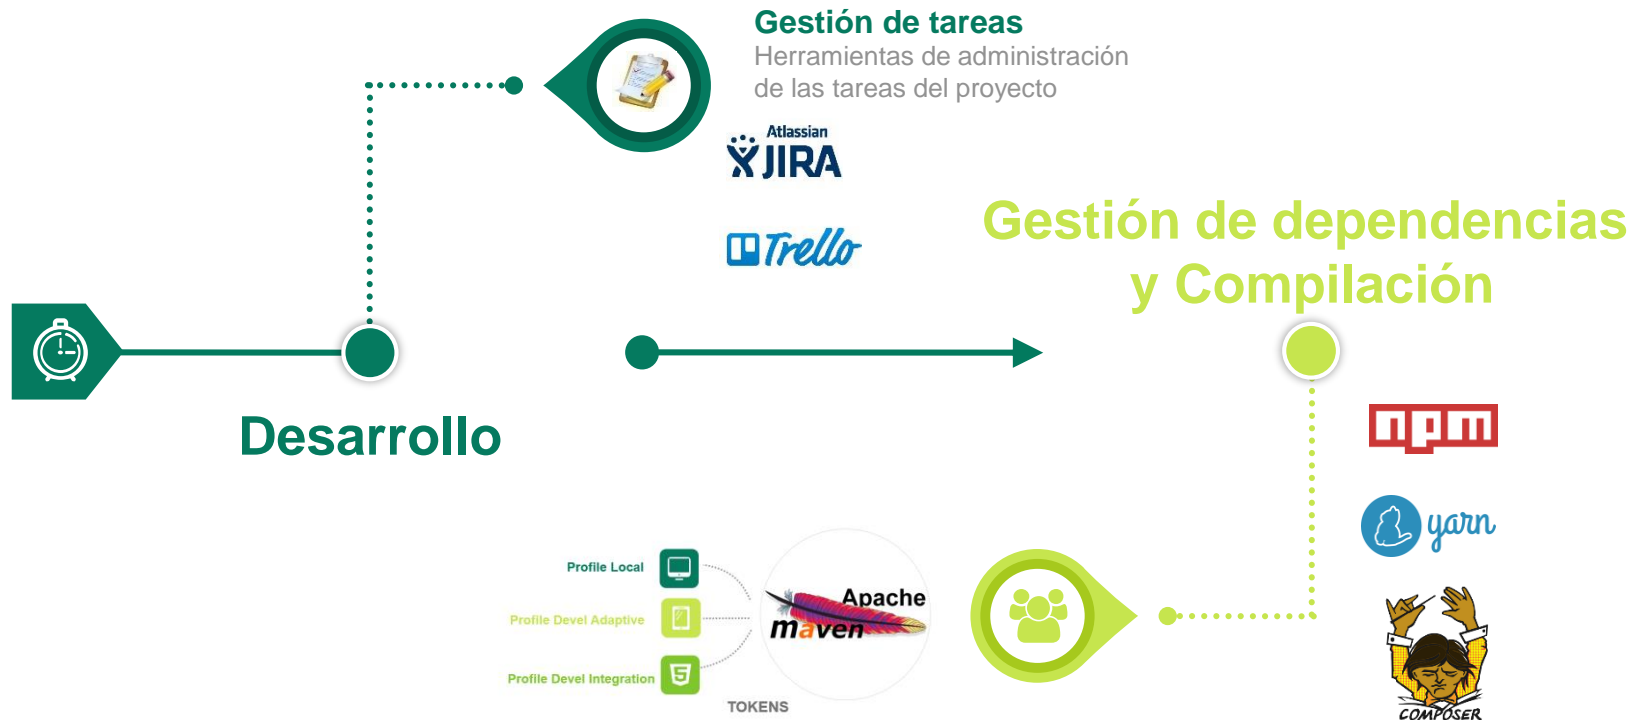 Gestión de tareas
Herramientas de administración
de las tareas del proyecto
Atlassian
JIRA
Trello
Gestión de dependencias
y Compilación
Desarrollo
npm
yarn
Profile Local
Profile Devel Adaptive
Profile Devel Integration
TOKENS
Apache
maven
COMPOSER